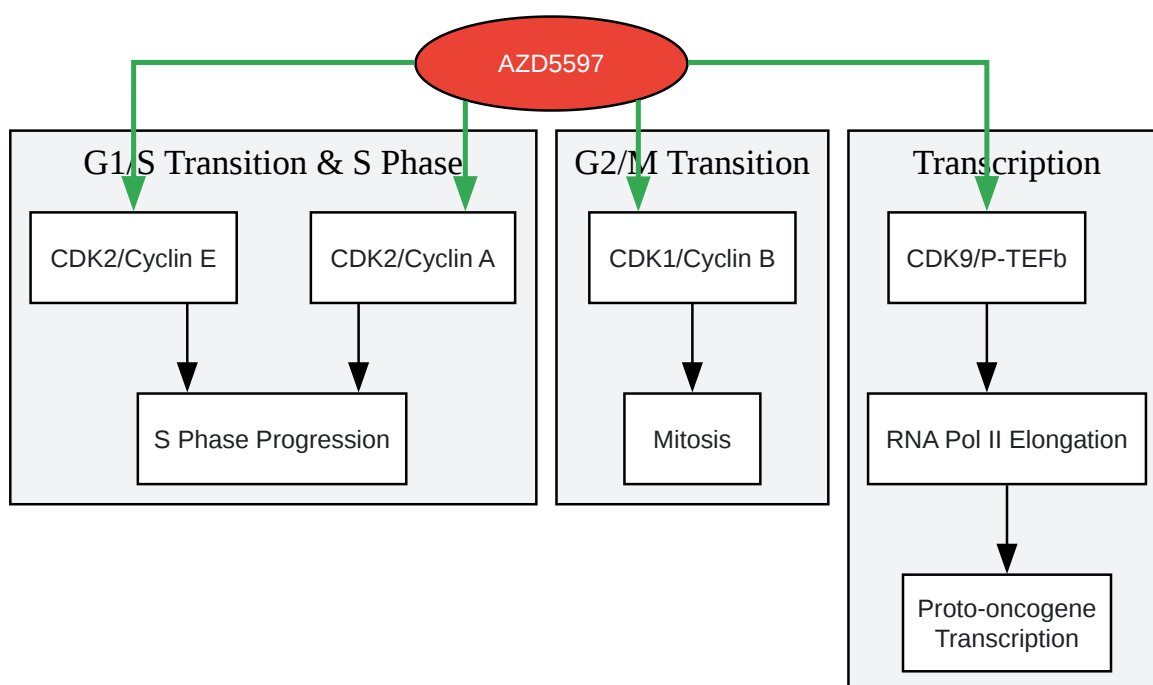 AZD5597
G1/S Transition & S Phase
G2/M Transition
Transcription
CDK2/Cyclin E
CDK2/Cyclin A
CDK1/Cyclin B
CDK9/P-TEFb
S Phase Progression
Mitosis
RNA Pol II Elongation
Proto-oncogene
Transcription